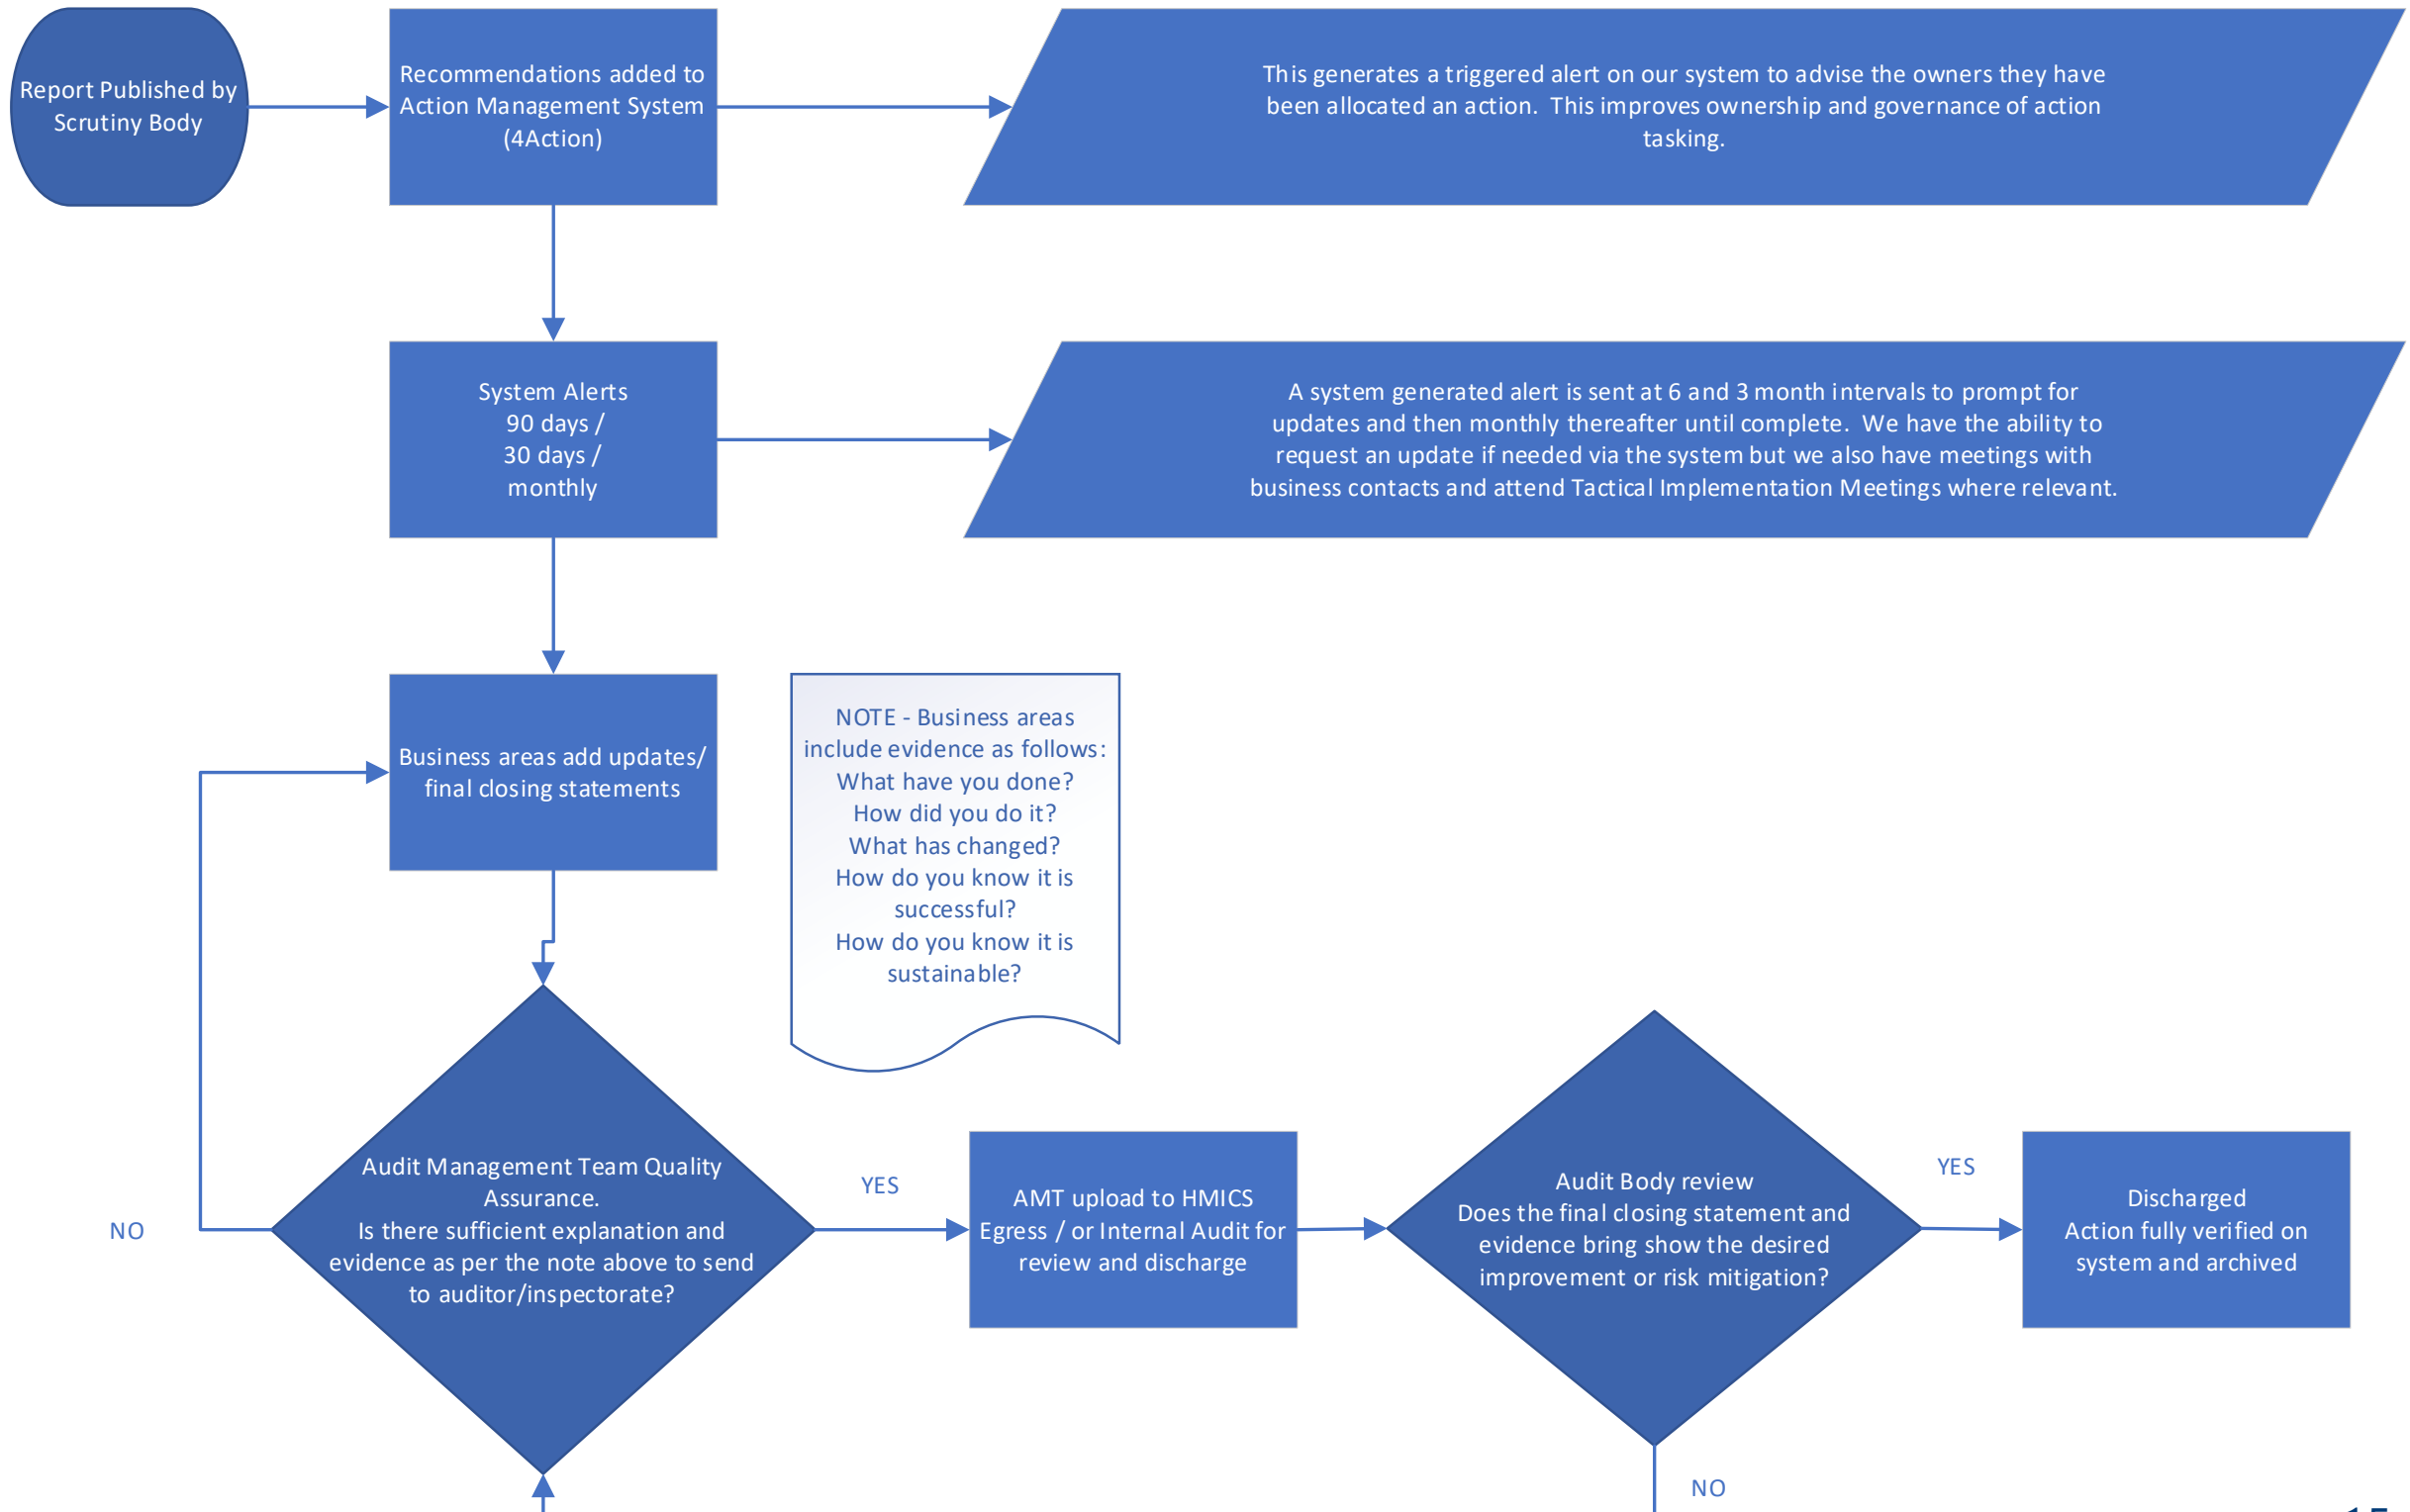 Report Published by
Scrutiny Body
Recommendations added to
Action Management System
(4Action)
This generates a triggered alert on our system to advise the owners they have
been allocated an action.  This improves ownership and governance of action
tasking.
System Alerts
90 days /
30 days /
monthly
A system generated alert is sent at 6 and 3 month intervals to prompt for
updates and then monthly thereafter until complete.  We have the ability to
request an update if needed via the system but we also have meetings with
business contacts and attend Tactical Implementation Meetings where relevant.
Business areas add updates/
final closing statements
NOTE - Business areas
include evidence as follows:
What have you done?
How did you do it?
What has changed?
How do you know it is
successful?
How do you know it is
sustainable?
Audit Management Team Quality
Assurance.
Is there sufficient explanation and
evidence as per the note above to send
to auditor/inspectorate?
NO
YES
AMT upload to HMICS
Egress / or Internal Audit for
review and discharge
Audit Body review
Does the final closing statement and
evidence bring show the desired
improvement or risk mitigation?
YES
Discharged
Action fully verified on
system and archived
NO